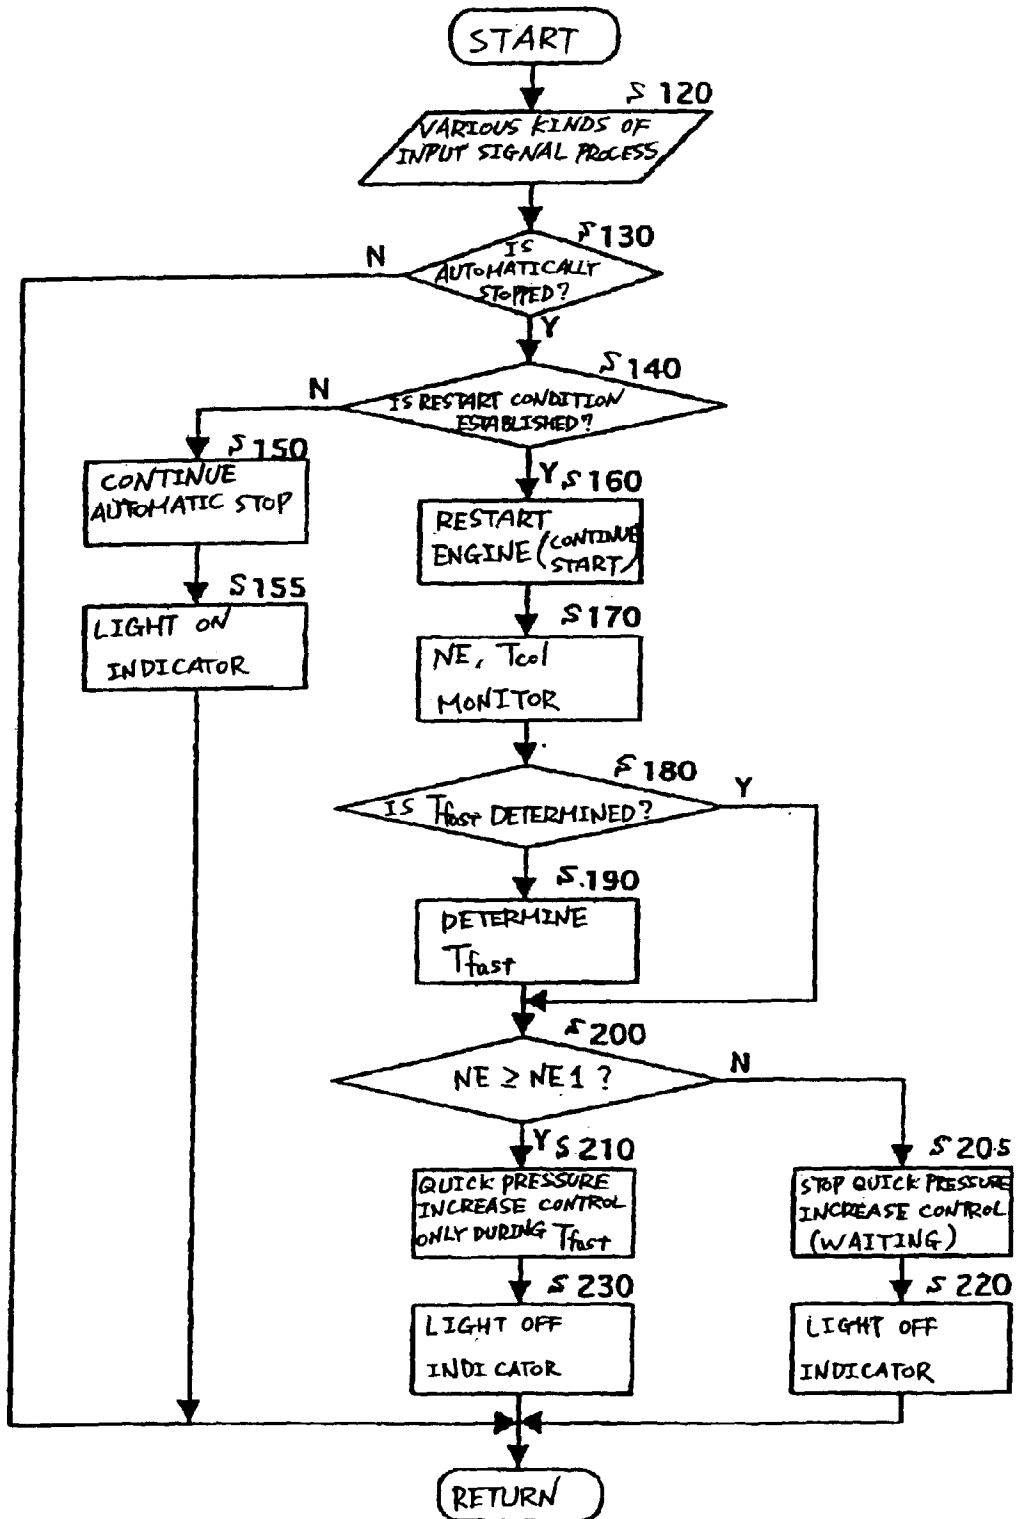 START
S120
VARIOUS KINDS OF
INPUT SIGNAL PROCESS
S130
N
IS
AUTOMATICALLY
STOPPED?
Y
S140
N
IS RESTART CONDITION
ESTABLISHED?
S150
CONTINUE
AUTOMATIC STOP
Y
S160
RESTART
ENGINE (CONTINUE
START)
S155
LIGHT ON
INDICATOR
S170
NE, Tcol
MONITOR
S180
Y
IS Tfast DETERMINED?
S190
DETERMINE
Tfast
S200
N
NE ≥ NE1 ?
Y
S210
QUICK PRESSURE
INCREASE CONTROL
ONLY DURING Tfast
S205
STOP QUICK PRESSURE
INCREASE CONTROL
(WAITING)
S230
LIGHT OFF
INDICATOR
S220
LIGHT OFF
INDICATOR
RETURN